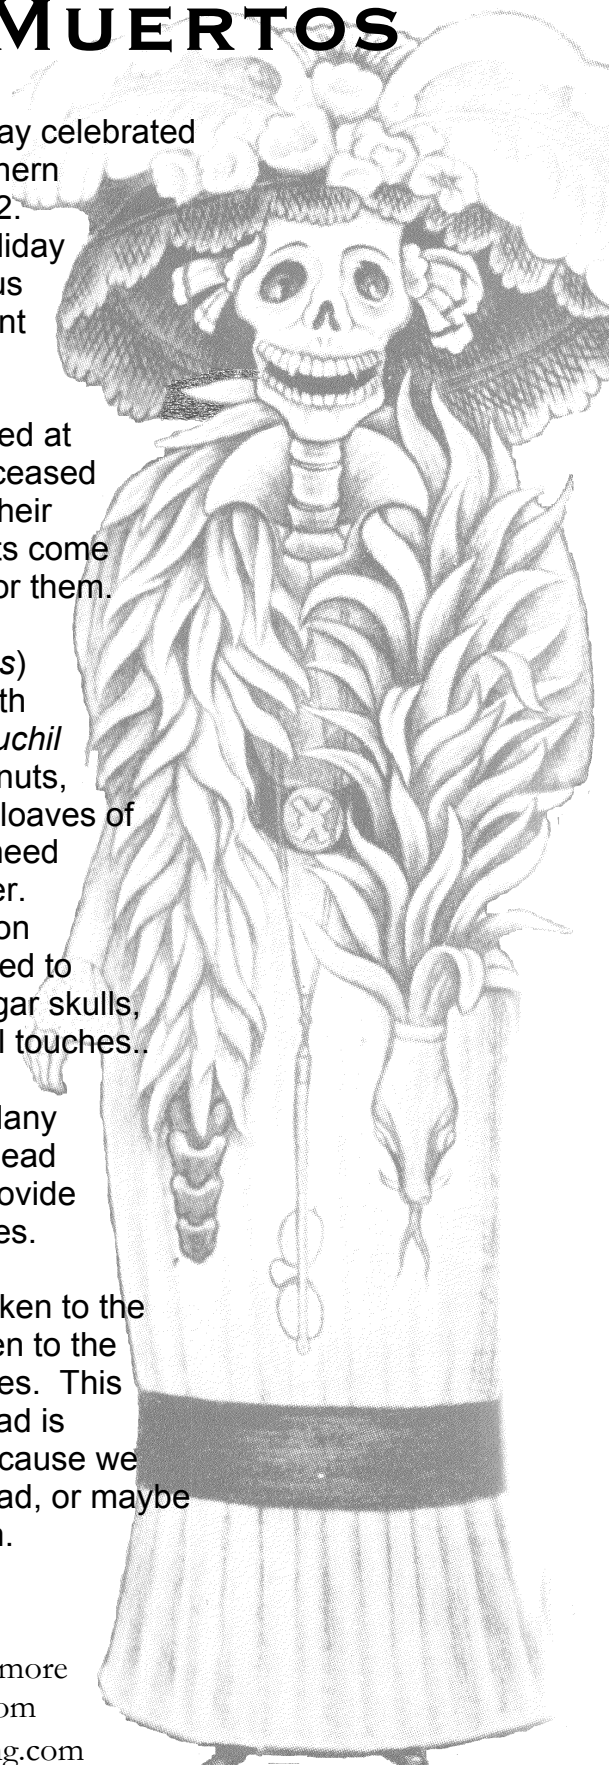 MUERTOS
ay celebrated
hern
2.
liday
us
nt
ed at
ceased
heir
ts come
or them.
s)
th
uchil
nuts,
loaves of
need
er.
on
ed to
gar skulls,
l touches..
Many
ead
ovide
es.
ken to the
en to the
es. This
ad is
cause we
ad, or maybe
n.
more
om
ng.com